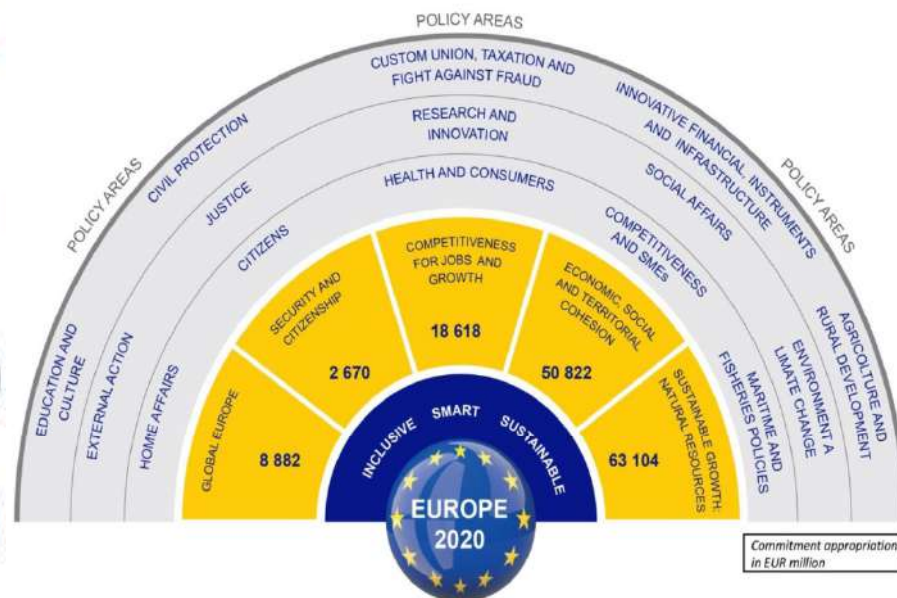 POLICY AREAS
CUSTOM UNION, TAXATION AND
FIGHT AGAINST FRAUD
INNOVATIVE FINANCIAL, INSTRUMENTS
AND INFRASTRUCTURE
CIVIL PROTECTION
POLICY AREAS
POLICY AREAS
RESEARCH AND
INNOVATION
JUSTICE
SOCIAL AFFAIRS
HEALTH AND CONSUMERS
CITIZENS
COMPETITIVENESS
AND SMEs
EDUCATION AND
CULTURE
EXTERNAL ACTION
HOMIE AFFAIRS
AGRICULTURE AND
RURAL DEVELOPMENT
ENVIRONMENT A
LIMATE CHANGE
MARITIME AND
FISHERIES POLICIES
GLOBAL EUROPE
8 882
SECURITY AND
CITIZENSHIP
2 670
COMPETITIVENESS
FOR JOBS AND
GROWTH
18 618
ECONOMIC, SOCIAL
AND TERRITORIAL
COHESION
50 822
SUSTAINABLE GROWTH:
NATURAL RESOURCES
63 104
INCLUSIVE SMART SUSTAINABLE
EUROPE
2020
Commitment appropriation
in EUR million